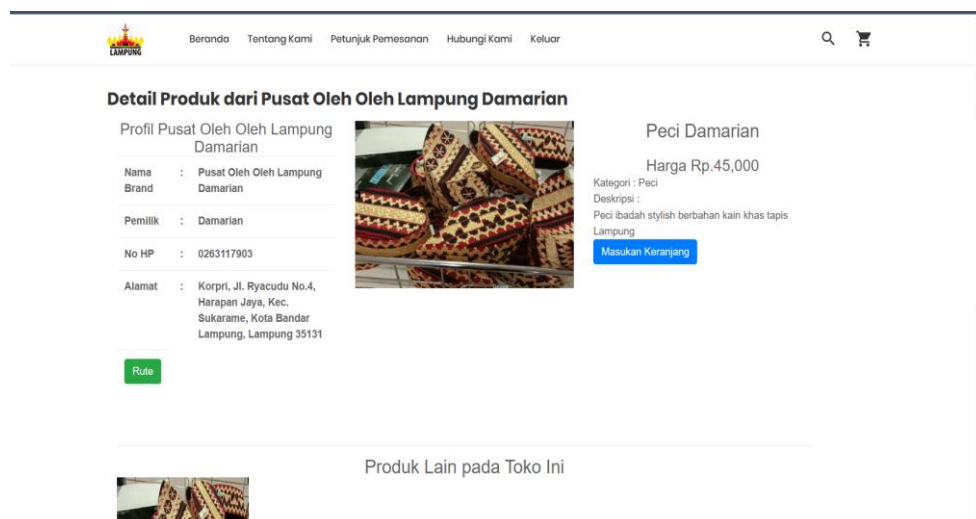 LAMPUNG
Beranda Tentang Kami Petunjuk Pemesanan Hubungi Kami Keluar
Detail Produk dari Pusat Oleh Oleh Lampung Damarian
Profil Pusat Oleh Oleh Lampung
Damarian
Nama : Pusat Oleh Oleh Lampung
Brand Damarian
Pemilik : Damarian
No HP : 0263117903
Alamat : Korpri, Jl. Ryacudu No.4,
Harapan Jaya, Kec.
Sukarame, Kota Bandar
Lampung, Lampung 35131
Rute
Peci Damarian
Harga Rp.45,000
Kategori : Peci
Deskripsi :
Peci ibadah stylish berbahan kain khas tapis
Lampung
Masukan Keranjang
Produk Lain pada Toko Ini